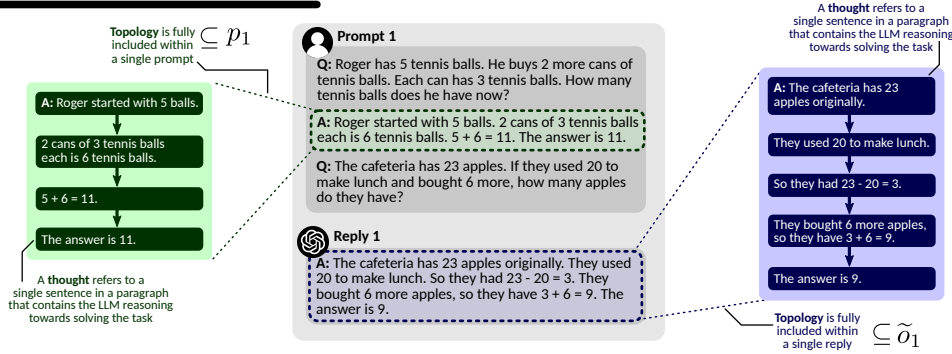 Topology is fully
included within
a single prompt
⊆ p₁
A: Roger started with 5 balls.
2 cans of 3 tennis balls
each is 6 tennis balls.
5 + 6 = 11.
The answer is 11.
A thought refers to a
single sentence in a paragraph
that contains the LLM reasoning
towards solving the task
Prompt 1
Q: Roger has 5 tennis balls. He buys 2 more cans of
tennis balls. Each can has 3 tennis balls. How many
tennis balls does he have now?
A: Roger started with 5 balls. 2 cans of 3 tennis balls
each is 6 tennis balls. 5 + 6 = 11. The answer is 11.
Q: The cafeteria has 23 apples. If they used 20 to
make lunch and bought 6 more, how many apples
do they have?
Reply 1
A: The cafeteria has 23 apples originally. They used
20 to make lunch. So they had 23 - 20 = 3. They
bought 6 more apples, so they have 3 + 6 = 9. The
answer is 9.
A thought refers to a
single sentence in a paragraph
that contains the LLM reasoning
towards solving the task
A: The cafeteria has 23
apples originally.
They used 20 to make lunch.
So they had 23 - 20 = 3.
They bought 6 more apples,
so they have 3 + 6 = 9.
The answer is 9.
Topology is fully
included within
a single reply
⊆ õ₁